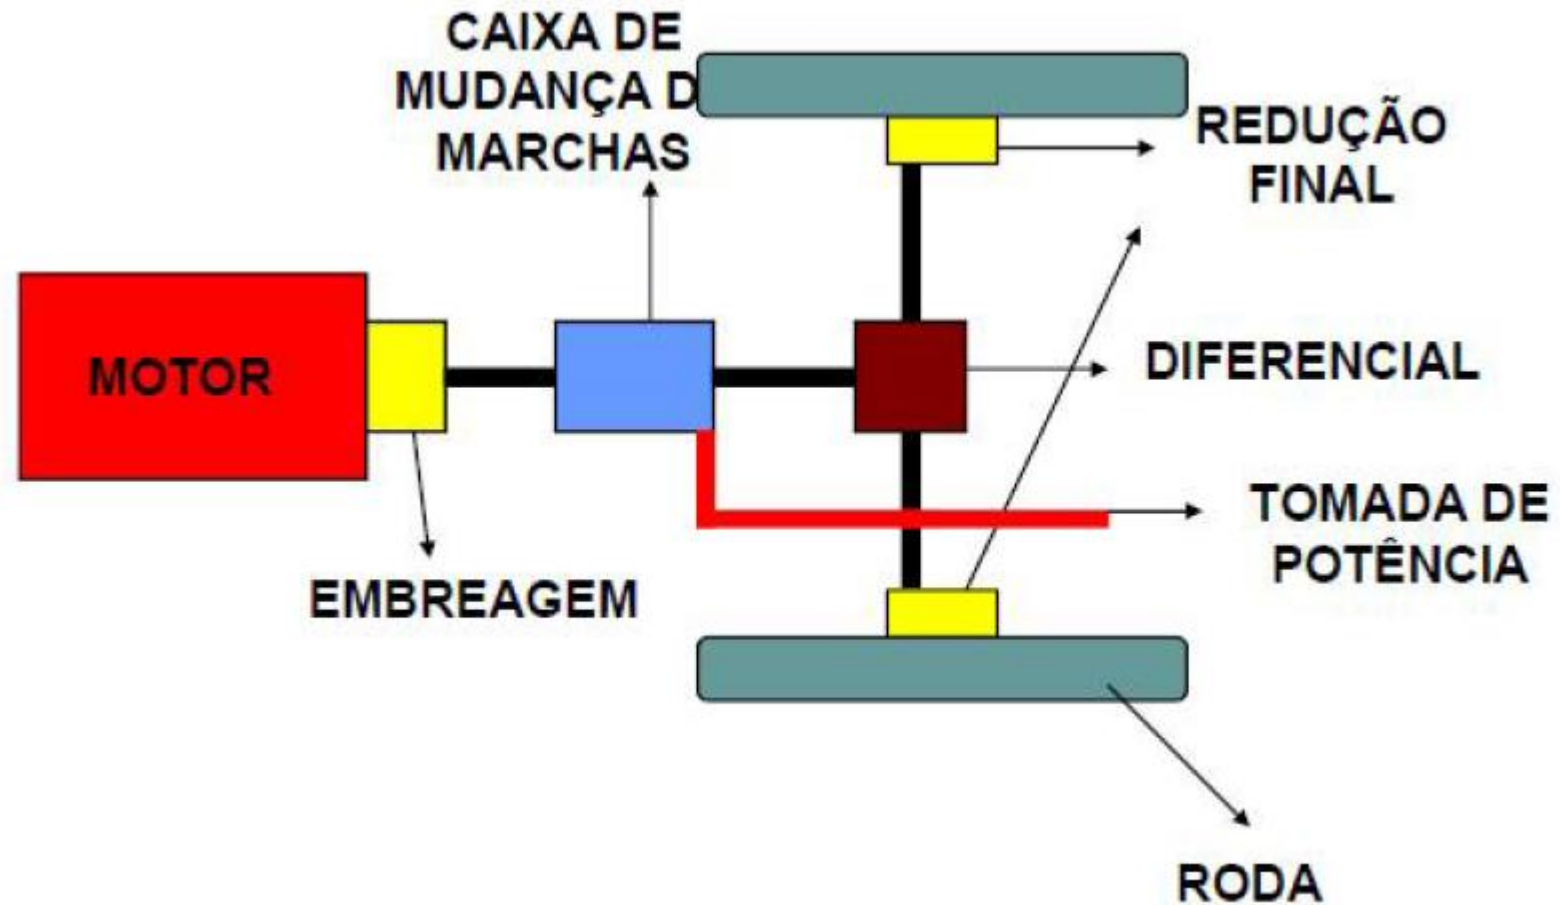 CAIXA DE
MUDANÇA D
MARCHAS
REDUÇÃO
FINAL
MOTOR
DIFERENCIAL
TOMADA DE
POTÊNCIA
EMBREAGEM
RODA